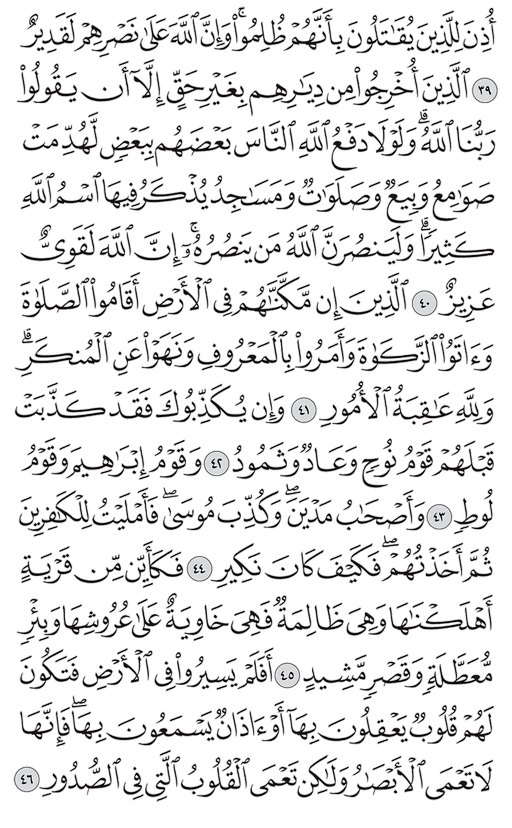 أُذِنَ لِلَّذِينَ يُقَٰتَلُونَ بِأَنَّهُمْ ظُلِمُوا۟ ۚ وَإِنَّ ٱللَّهَ عَلَىٰ نَصْرِهِمْ لَقَدِيرٌ
٣٩ ٱلَّذِينَ أُخْرِجُوا۟ مِن دِيَٰرِهِم بِغَيْرِ حَقٍّ إِلَّآ أَن يَقُولُوا۟
رَبُّنَا ٱللَّهُ ۗ وَلَوْلَا دَفْعُ ٱللَّهِ ٱلنَّاسَ بَعْضَهُم بِبَعْضٍ لَّهُدِّمَتْ
صَوَٰمِعُ وَبِيَعٌ وَصَلَوَٰتٌ وَمَسَٰجِدُ يُذْكَرُ فِيهَا ٱسْمُ ٱللَّهِ
كَثِيرًا ۗ وَلَيَنصُرَنَّ ٱللَّهُ مَن يَنصُرُهُۥٓ ۗ إِنَّ ٱللَّهَ لَقَوِىٌّ
عَزِيزٌ ٤٠ ٱلَّذِينَ إِن مَّكَّنَّٰهُمْ فِى ٱلْأَرْضِ أَقَامُوا۟ ٱلصَّلَوٰةَ
وَءَاتَوُا۟ ٱلزَّكَوٰةَ وَأَمَرُوا۟ بِٱلْمَعْرُوفِ وَنَهَوْا۟ عَنِ ٱلْمُنكَرِ ۗ
وَلِلَّهِ عَٰقِبَةُ ٱلْأُمُورِ ٤١ وَإِن يُكَذِّبُوكَ فَقَدْ كَذَّبَتْ
قَبْلَهُمْ قَوْمُ نُوحٍ وَعَادٌ وَثَمُودُ ٤٢ وَقَوْمُ إِبْرَٰهِيمَ وَقَوْمُ
لُوطٍ ٤٣ وَأَصْحَٰبُ مَدْيَنَ ۖ وَكُذِّبَ مُوسَىٰ ۖ فَأَمْلَيْتُ لِلْكَٰفِرِينَ
ثُمَّ أَخَذْتُهُمْ ۖ فَكَيْفَ كَانَ نَكِيرِ ٤٤ فَكَأَيِّن مِّن قَرْيَةٍ
أَهْلَكْنَٰهَا وَهِىَ ظَالِمَةٌ فَهِىَ خَاوِيَةٌ عَلَىٰ عُرُوشِهَا وَبِئْرٍ
مُّعَطَّلَةٍ وَقَصْرٍ مَّشِيدٍ ٤٥ أَفَلَمْ يَسِيرُوا۟ فِى ٱلْأَرْضِ فَتَكُونَ
لَهُمْ قُلُوبٌ يَعْقِلُونَ بِهَآ أَوْ ءَاذَانٌ يَسْمَعُونَ بِهَا ۖ فَإِنَّهَا
لَا تَعْمَى ٱلْأَبْصَٰرُ وَلَٰكِن تَعْمَى ٱلْقُلُوبُ ٱلَّتِى فِى ٱلصُّدُورِ ٤٦